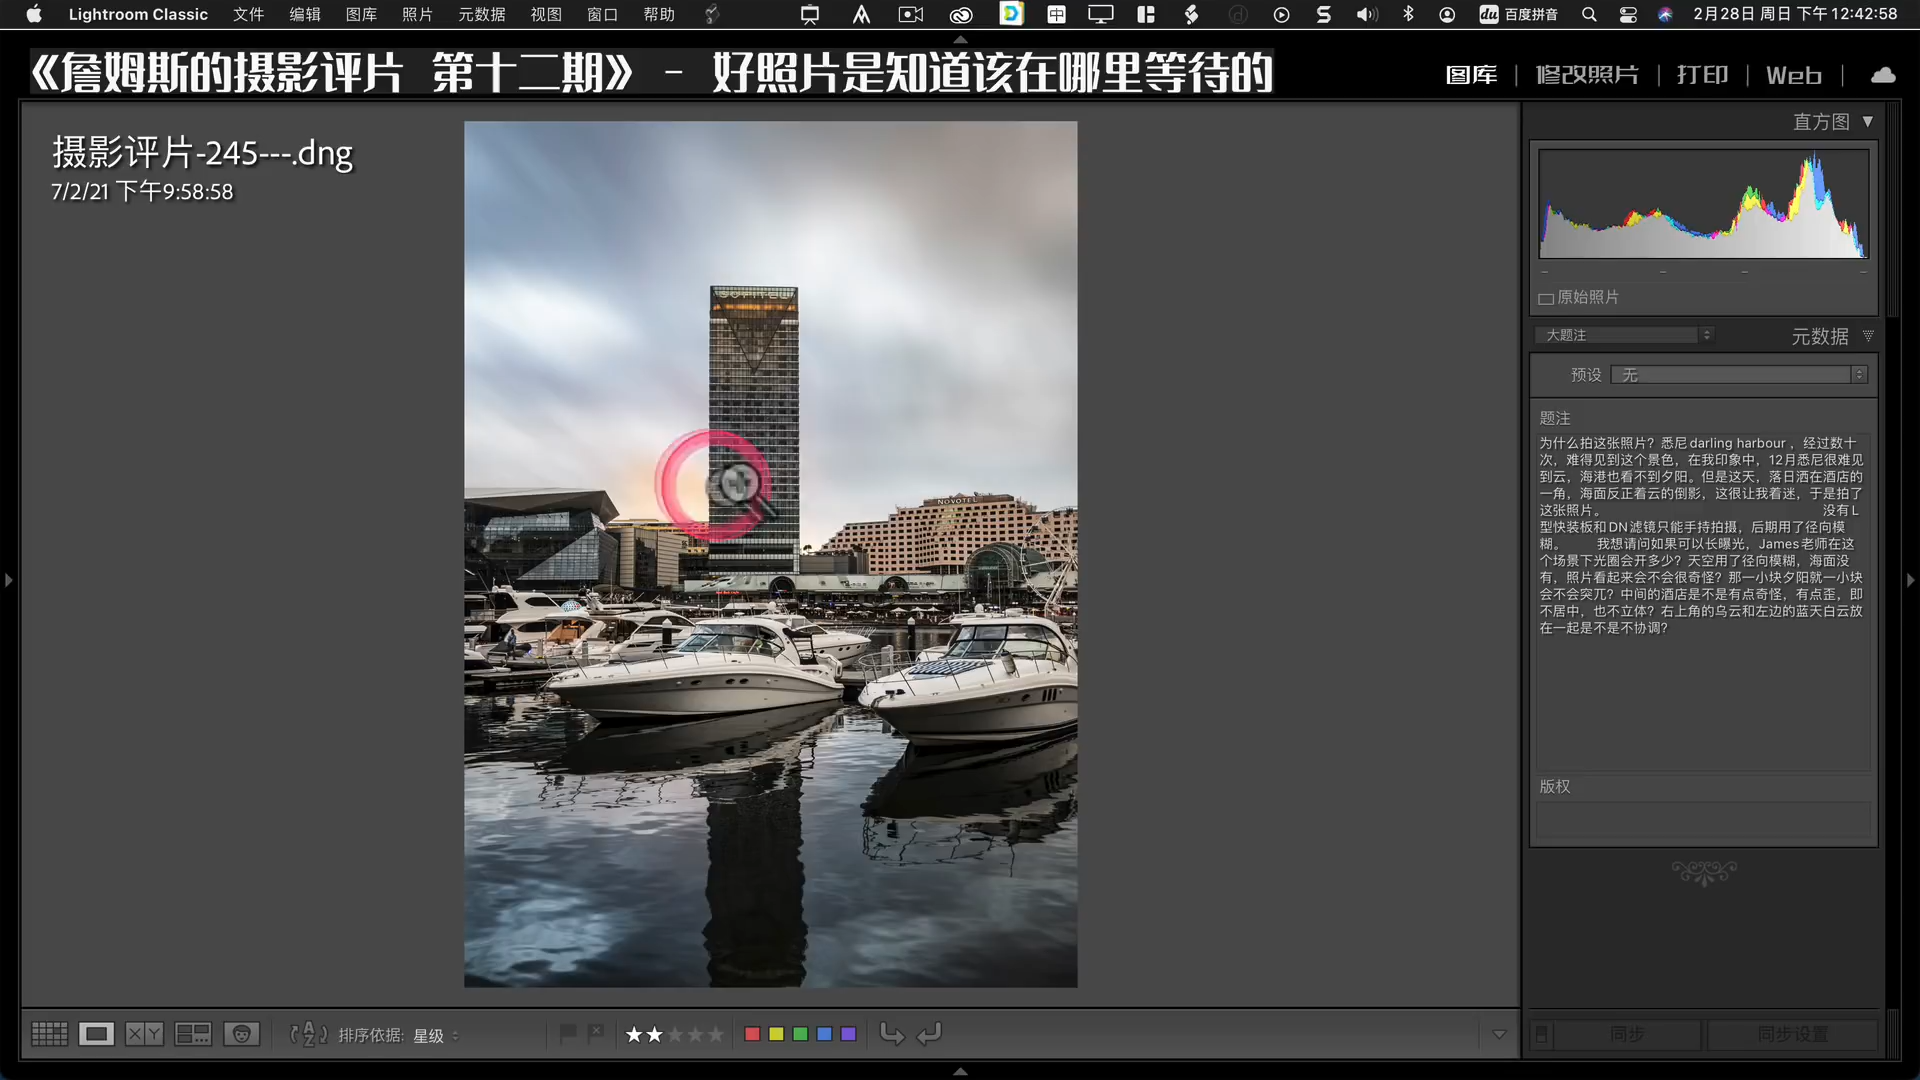 Lightroom Classic 文件 编辑 图库 照片 元数据 视图 窗口 帮助 中 du 百度拼音 2月28日 周日 下午 12:42:58
《詹姆斯的摄影评片 第十二期》 - 好照片是知道该在哪里等待的
图库 | 修改照片 | 打印 | Web |
摄影评片-245---.dng
7/2/21 下午9:58:58
直方图
原始照片
大题注 元数据
预设 无
题注
为什么拍这张照片？悉尼darling harbour ，经过数十
次，难得见到这个景色，在我印象中，12月悉尼很难见
到云，海港也看不到夕阳。但是这天，落日洒在酒店的
一角，海面反正着云的倒影，这很让我着迷，于是拍了
这张照片。 没有L
型快装板和DN滤镜只能手持拍摄，后期用了径向模
糊。 我想请问如果可以长曝光，James老师在这
个场景下光圈会开多少？天空用了径向模糊，海面没
有，照片看起来会不会很奇怪？那一小块夕阳就一小块
会不会突兀？中间的酒店是不是有点奇怪，有点歪，即
不居中，也不立体？右上角的乌云和左边的蓝天白云放
在一起是不是不协调？
版权
SOFITEL
NOVOTEL
排序依据: 星级
同步 同步设置